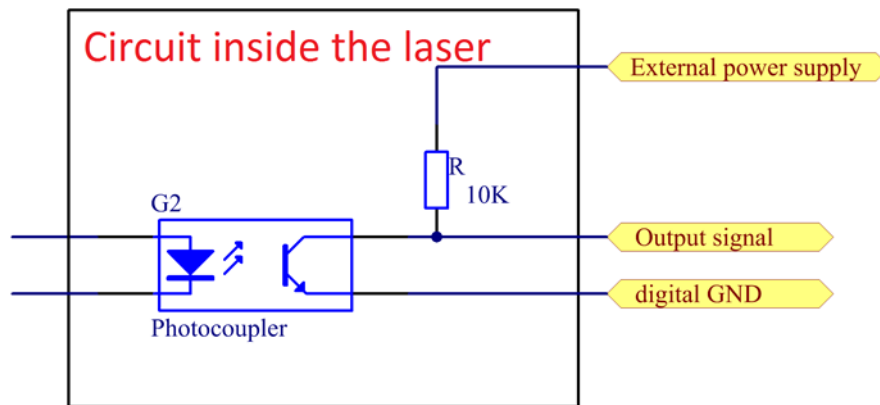 Circuit inside the laser
External power supply
R
10K
G2
Output signal
digital GND
Photocoupler